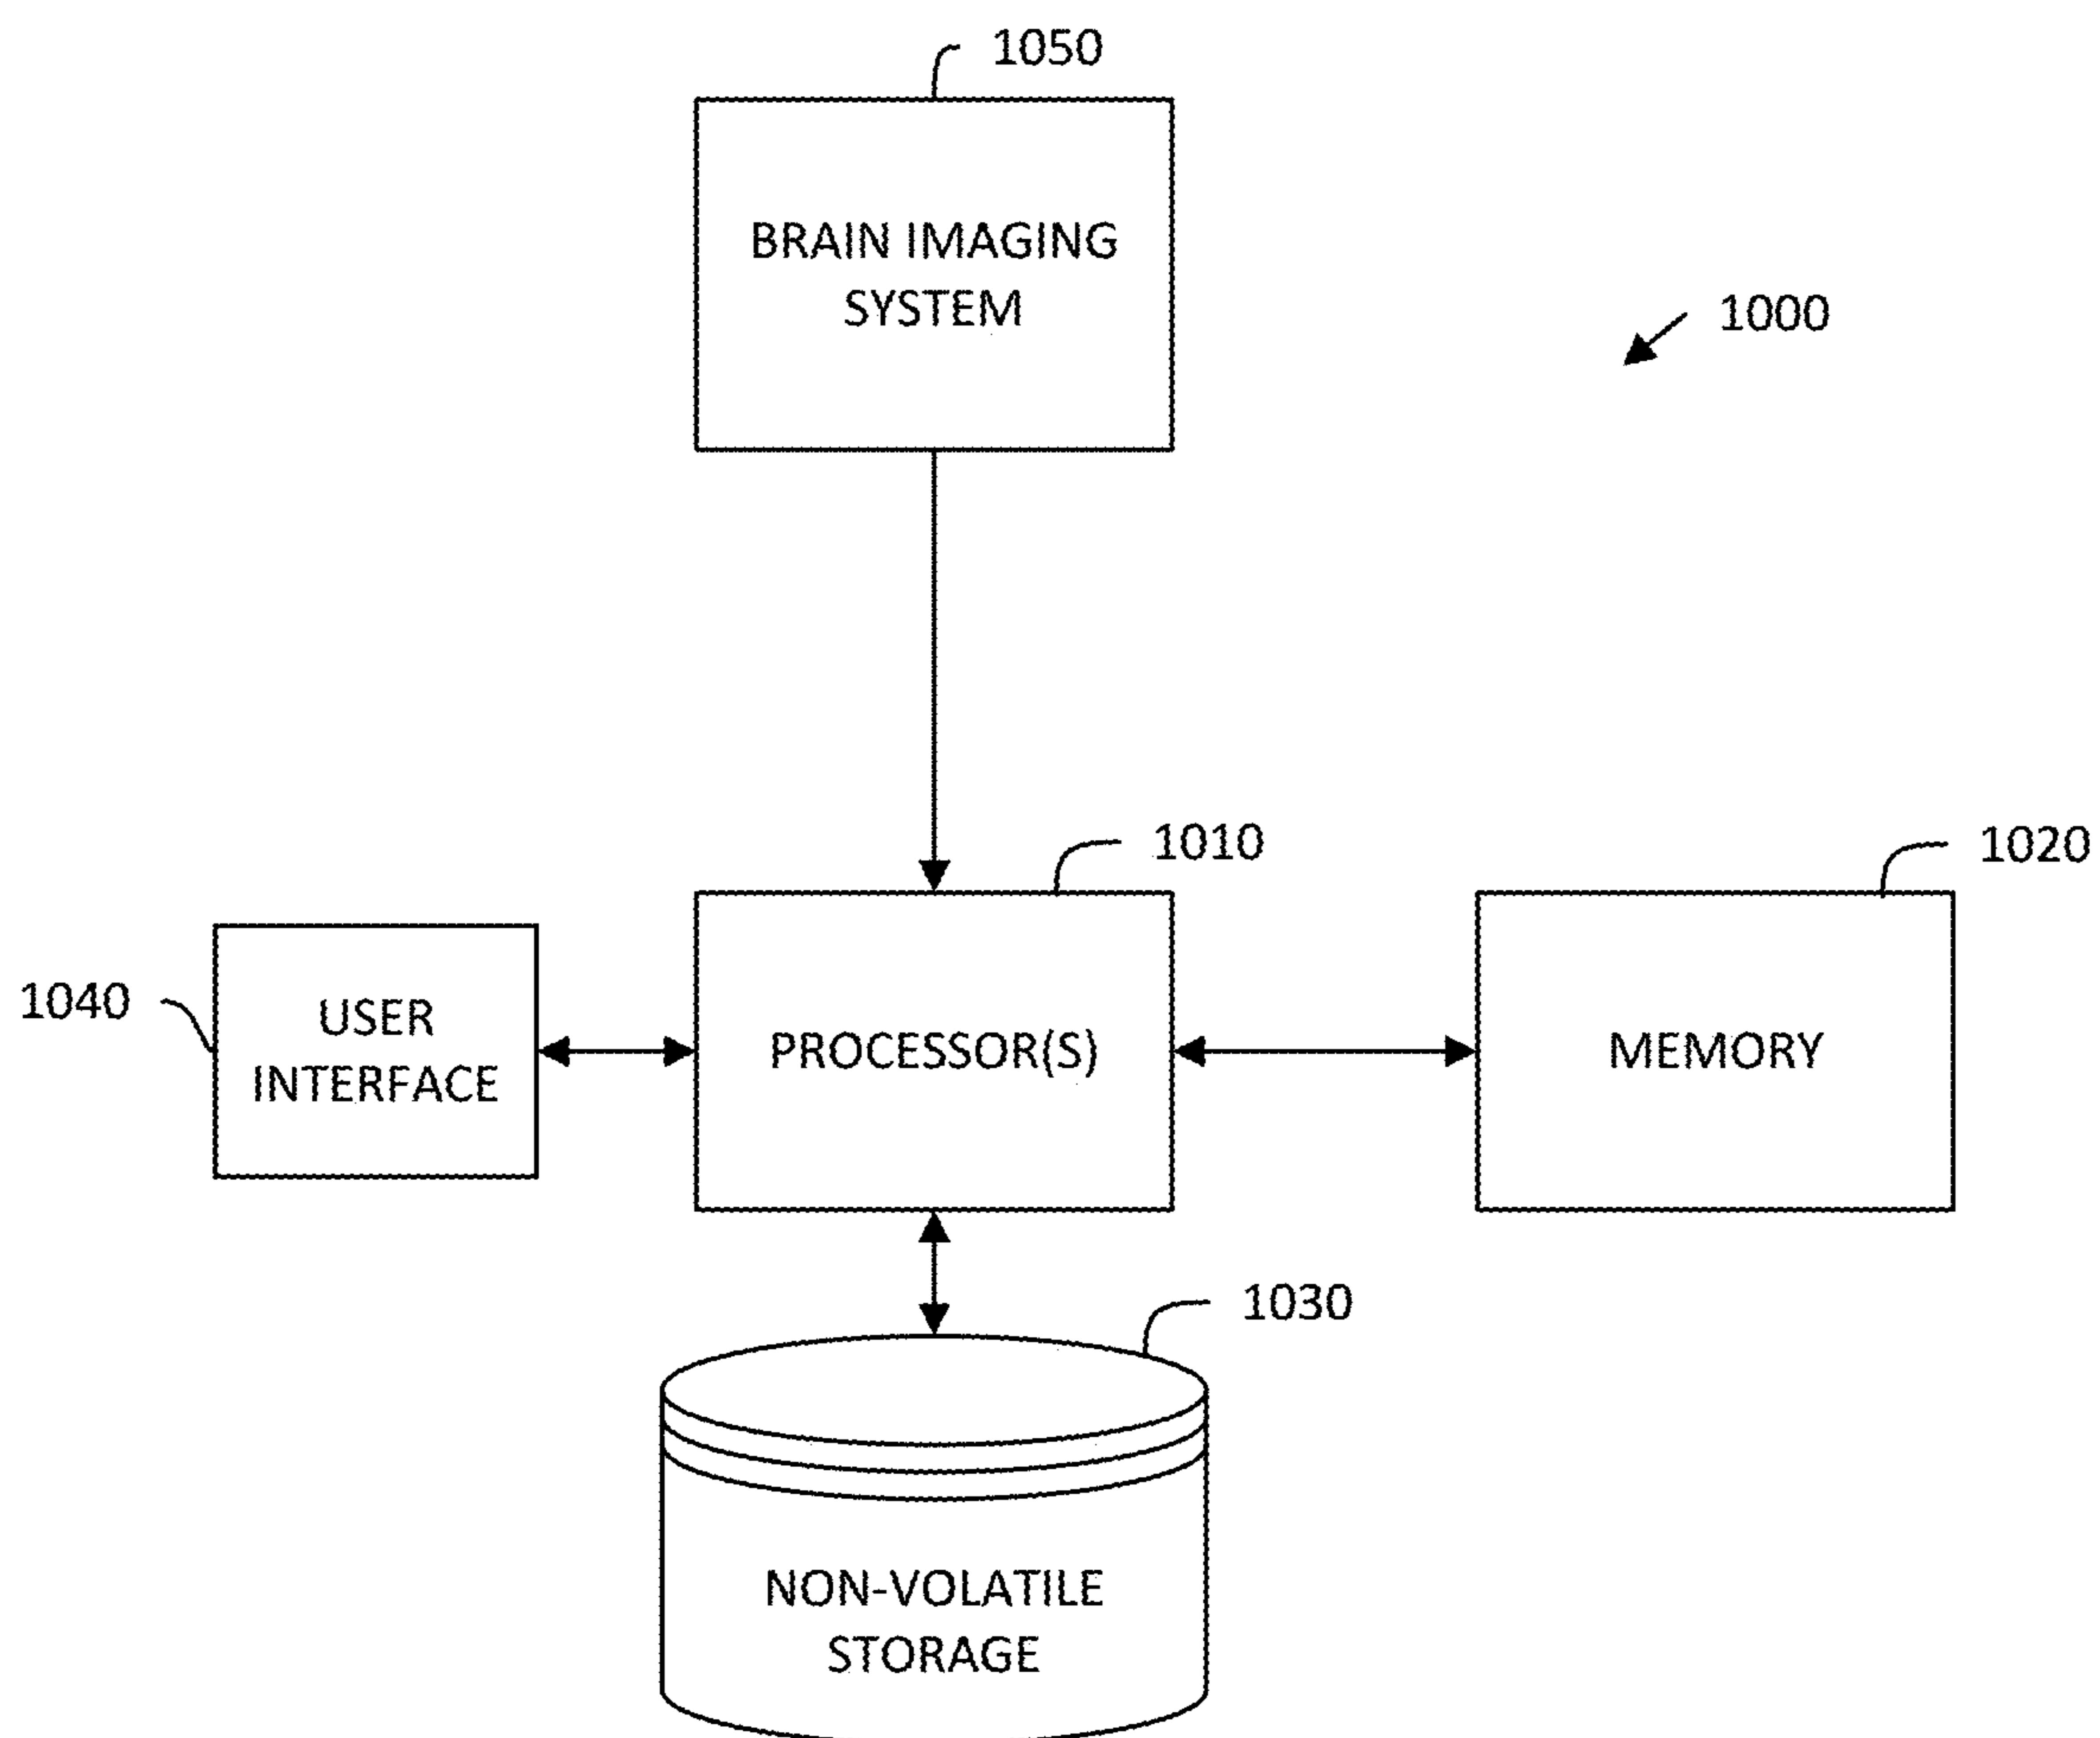 1050
BRAIN IMAGING
SYSTEM
1000
1010
1020
1040
USER
INTERFACE
PROCESSOR(S)
MEMORY
1030
NON-VOLATILE
STORAGE